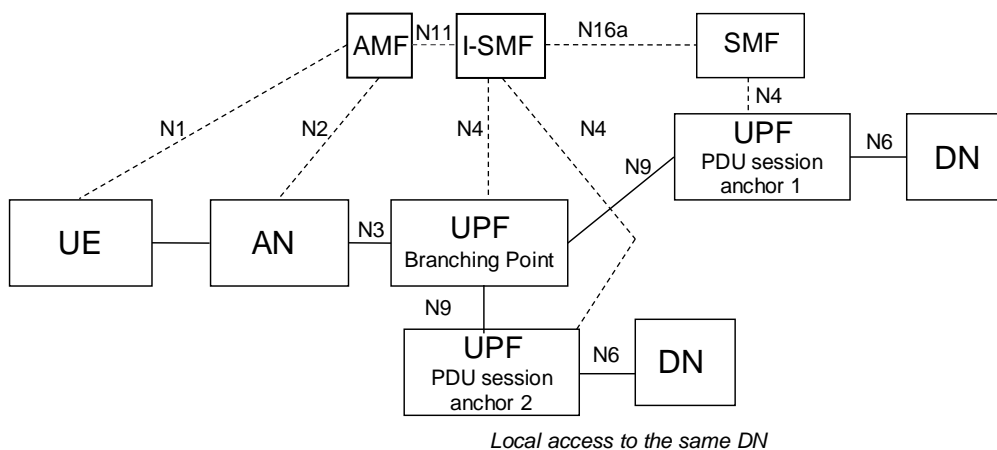 AMF
N11
I-SMF
N16a
SMF
N1
N2
N4
N4
N4
UPF
PDU session
anchor 1
N6
DN
N9
UE
AN
N3
UPF
Branching Point
N9
UPF
PDU session
anchor 2
N6
DN
Local access to the same DN